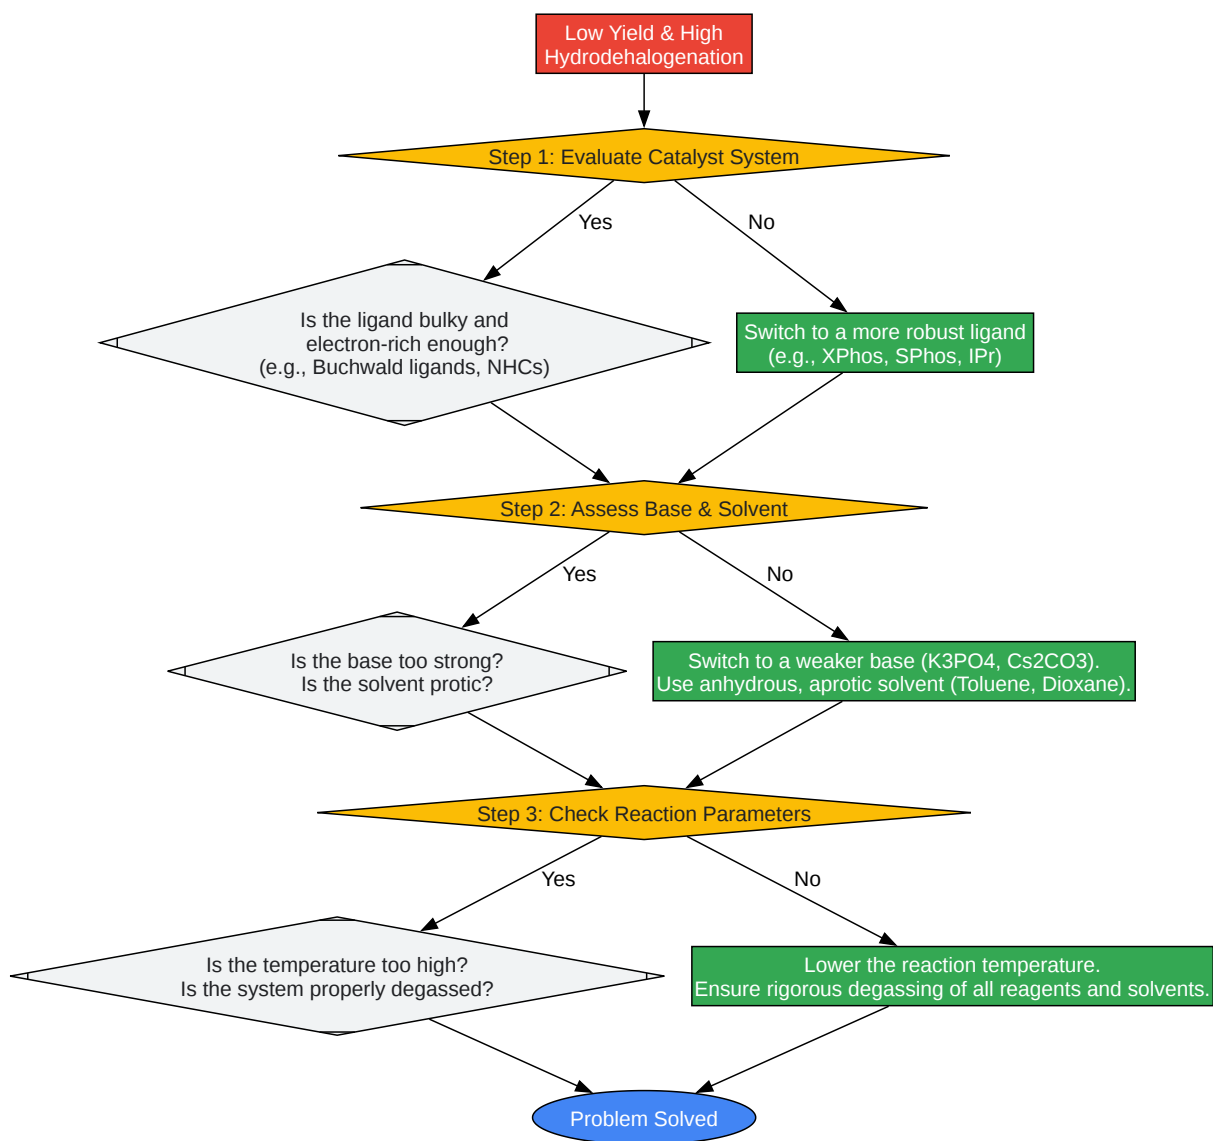 Low Yield & High
Hydrodehalogenation
Step 1: Evaluate Catalyst System
Yes
No
Is the ligand bulky and
electron-rich enough?
(e.g., Buchwald ligands, NHCs)
Switch to a more robust ligand
(e.g., XPhos, SPhos, IPr)
Step 2: Assess Base & Solvent
Yes
No
Is the base too strong?
Is the solvent protic?
Switch to a weaker base (K3PO4, Cs2CO3).
Use anhydrous, aprotic solvent (Toluene, Dioxane).
Step 3: Check Reaction Parameters
Yes
No
Is the temperature too high?
Is the system properly degassed?
Lower the reaction temperature.
Ensure rigorous degassing of all reagents and solvents.
Problem Solved